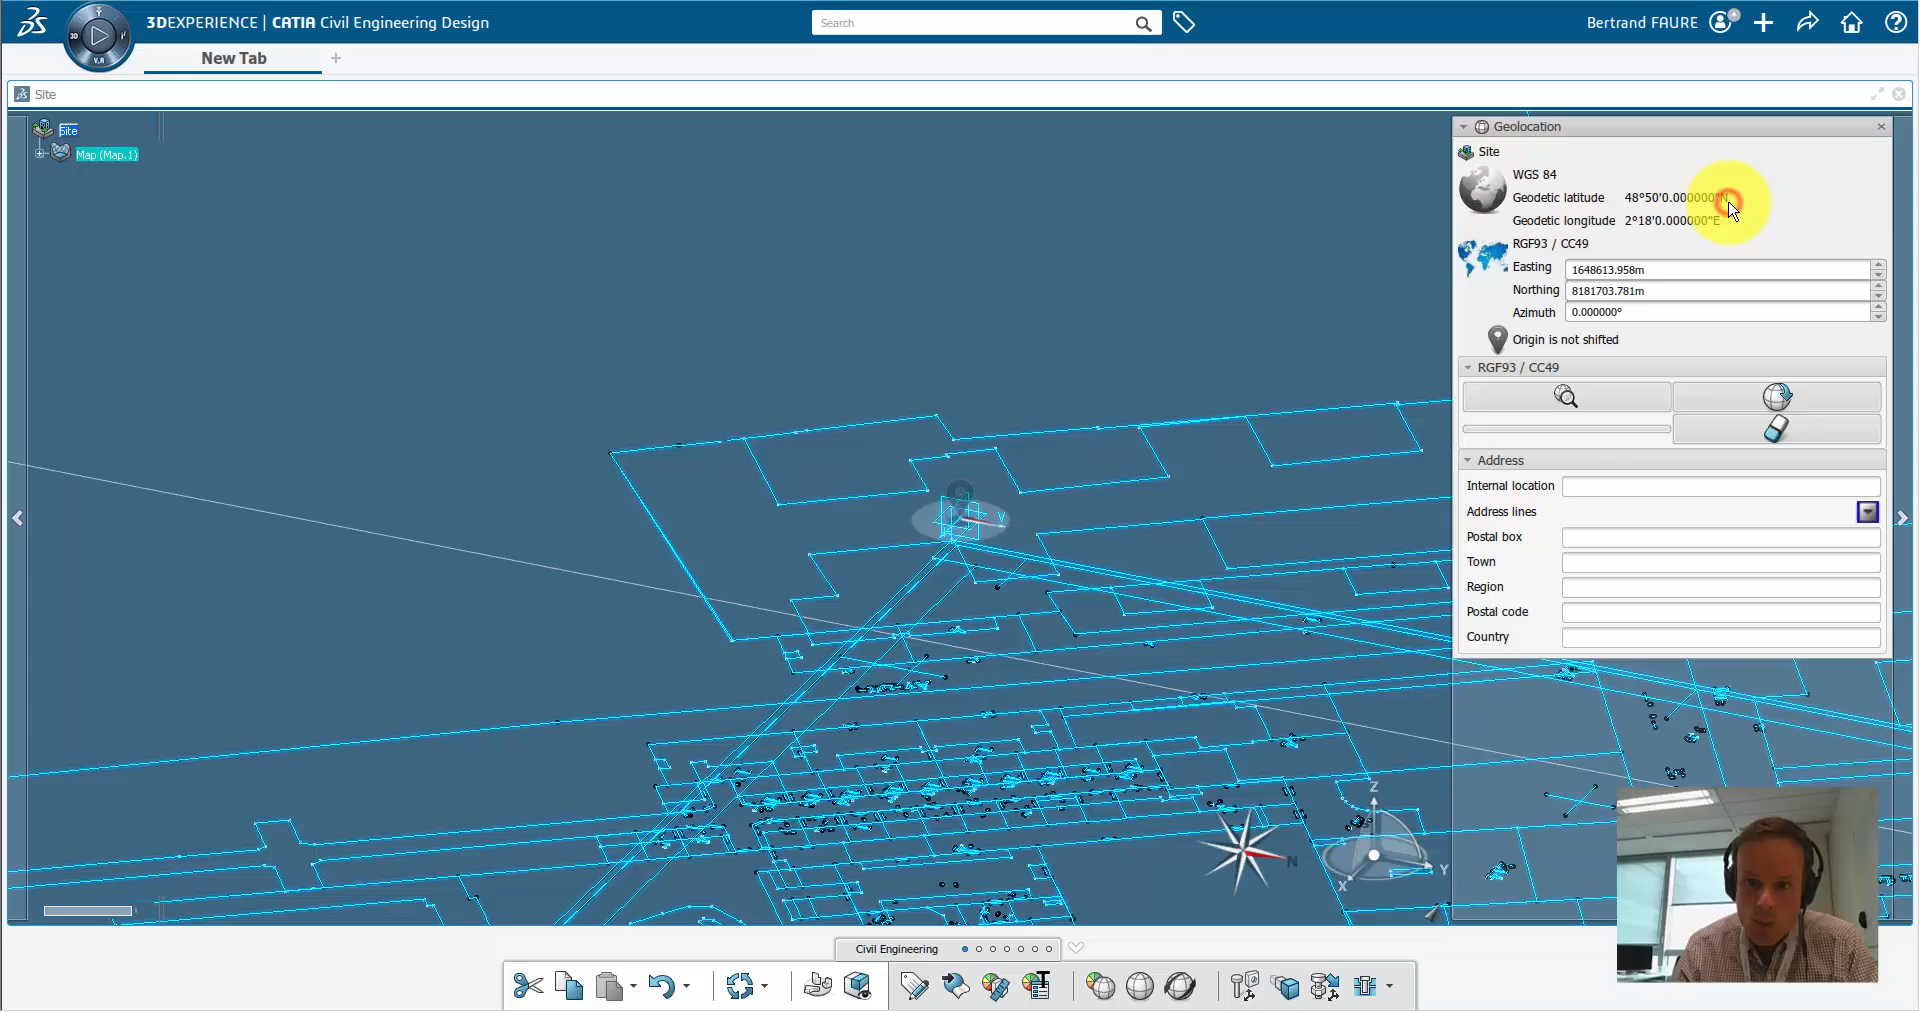 3DEXPERIENCE | CATIA Civil Engineering Design
Search
Bertrand FAURE
3D
V.R
New Tab
Site
Site
Map (Map.1)
Geolocation
Site
WGS 84
Geodetic latitude 48°50'0.000000"N
Geodetic longitude 2°18'0.000000"E
RGF93 / CC49
Easting 1648613.958m
Northing 8181703.781m
Azimuth 0.000000°
Origin is not shifted
RGF93 / CC49
Address
Internal location
Address lines
Postal box
Town
Region
Postal code
Country
V
Z
N
Y
X
Civil Engineering